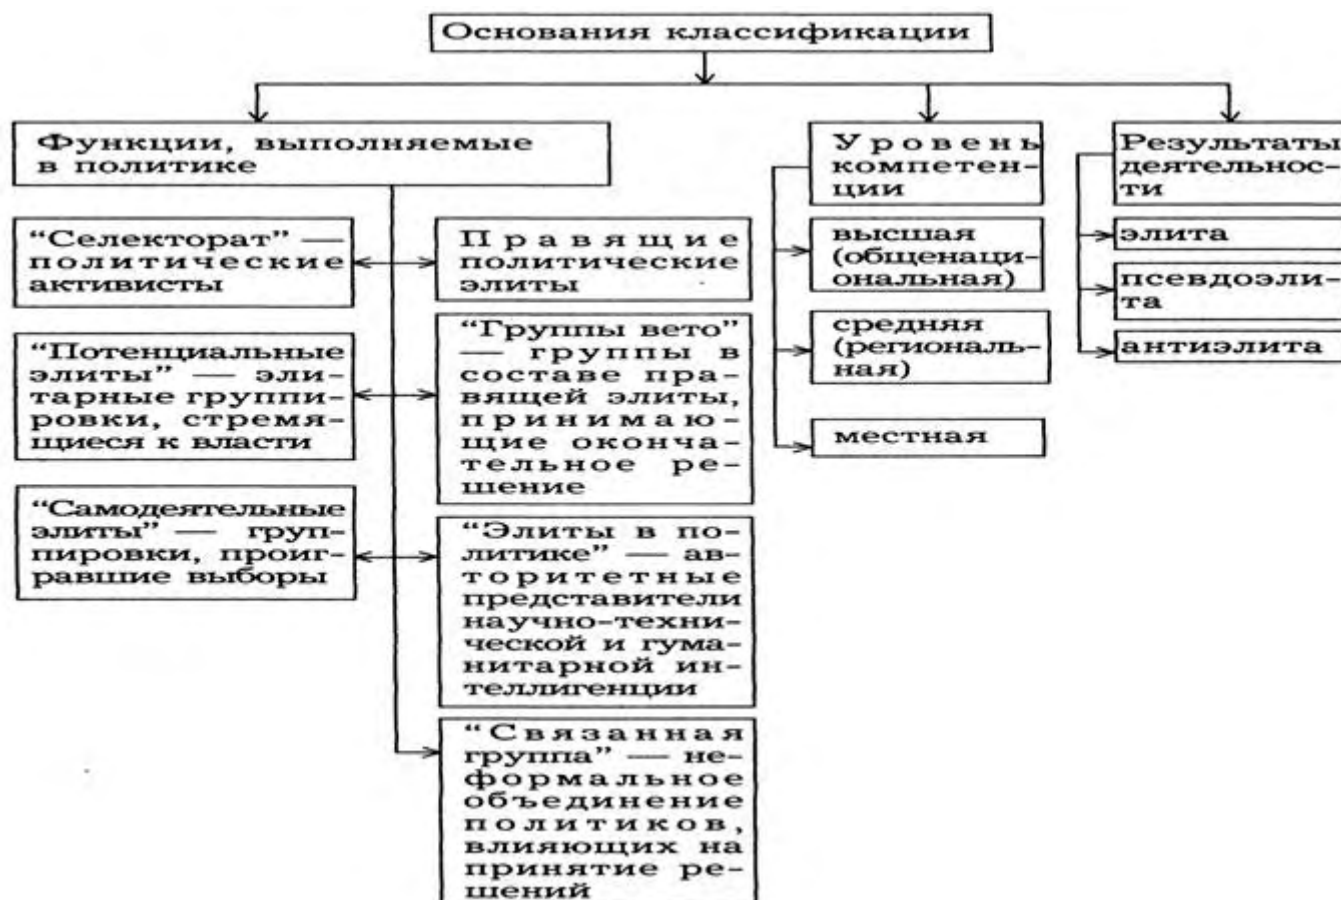 Основания классификации
Функции, выполняемые
в политике
“Селекторат” —
политические
активисты
“Потенциальные
элиты” — эли-
тарные группи-
ровки, стремя-
щиеся к власти
“Самодеятельные
элиты” — груп-
пировки, проиг-
равшие выборы
Правящие
политические
элиты
“Группы вето”
— группы в
составе пра-
вящей элиты,
принимаю-
щие оконча-
тельное ре-
шение
“Элиты в по-
литике” — ав-
торитетные
представители
научно-техни-
ческой и гума-
нитарной ин-
теллигенции
“Связанная
группа” — не-
формальное
объединение
политиков,
влияющих на
принятие ре-
шений
Уровень
компетен-
ции
высшая
(общенаци-
ональная)
средняя
(региональ-
ная)
местная
Результаты
деятельнос-
ти
элита
псевдоэли-
та
антиэлита